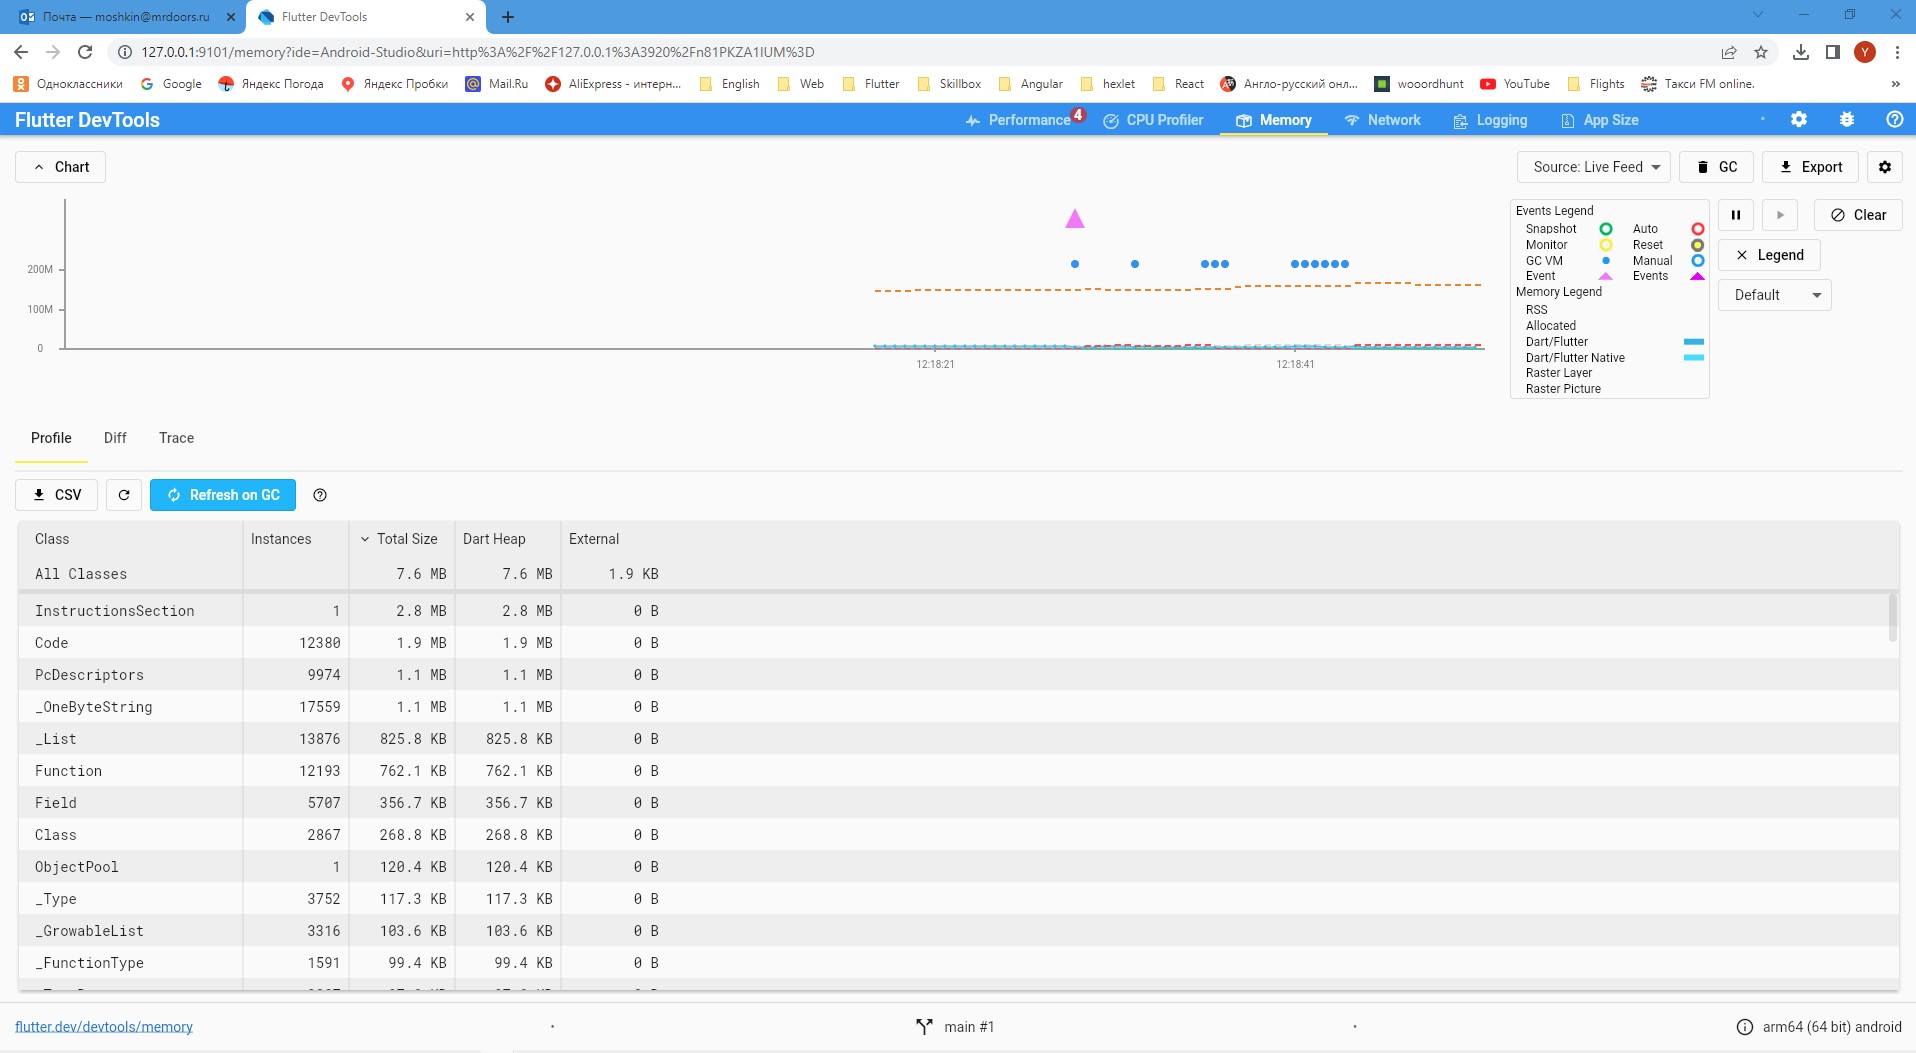 Почта — moshkin@mrdoors.ru
Flutter DevTools
127.0.0.1:9101/memory?ide=Android-Studio&uri=http%3A%2F%2F127.0.0.1%3A3920%2Fn81PKZA1IUM%3D
Y
Одноклассники Google Яндекс Погода Яндекс Пробки Mail.Ru AliExpress - интерн... English Web Flutter Skillbox Angular hexlet React Англо-русский онл... wooordhunt YouTube Flights Такси FM online. »
Flutter DevTools
Performance 4 CPU Profiler Memory Network Logging App Size
Chart
Source: Live Feed GC Export
Events Legend
Snapshot Auto
Monitor Reset
GC VM Manual
Event Events
Memory Legend
RSS
Allocated
Dart/Flutter
Dart/Flutter Native
Raster Layer
Raster Picture
Clear
Legend
Default
200M
100M
0
12:18:21 12:18:41
Profile Diff Trace
CSV Refresh on GC
Class Instances Total Size Dart Heap External
All Classes 7.6 MB 7.6 MB 1.9 KB
InstructionsSection 1 2.8 MB 2.8 MB 0 B
Code 12380 1.9 MB 1.9 MB 0 B
PcDescriptors 9974 1.1 MB 1.1 MB 0 B
_OneByteString 17559 1.1 MB 1.1 MB 0 B
_List 13876 825.8 KB 825.8 KB 0 B
Function 12193 762.1 KB 762.1 KB 0 B
Field 5707 356.7 KB 356.7 KB 0 B
Class 2867 268.8 KB 268.8 KB 0 B
ObjectPool 1 120.4 KB 120.4 KB 0 B
_Type 3752 117.3 KB 117.3 KB 0 B
_GrowableList 3316 103.6 KB 103.6 KB 0 B
_FunctionType 1591 99.4 KB 99.4 KB 0 B
flutter.dev/devtools/memory • main #1 • arm64 (64 bit) android